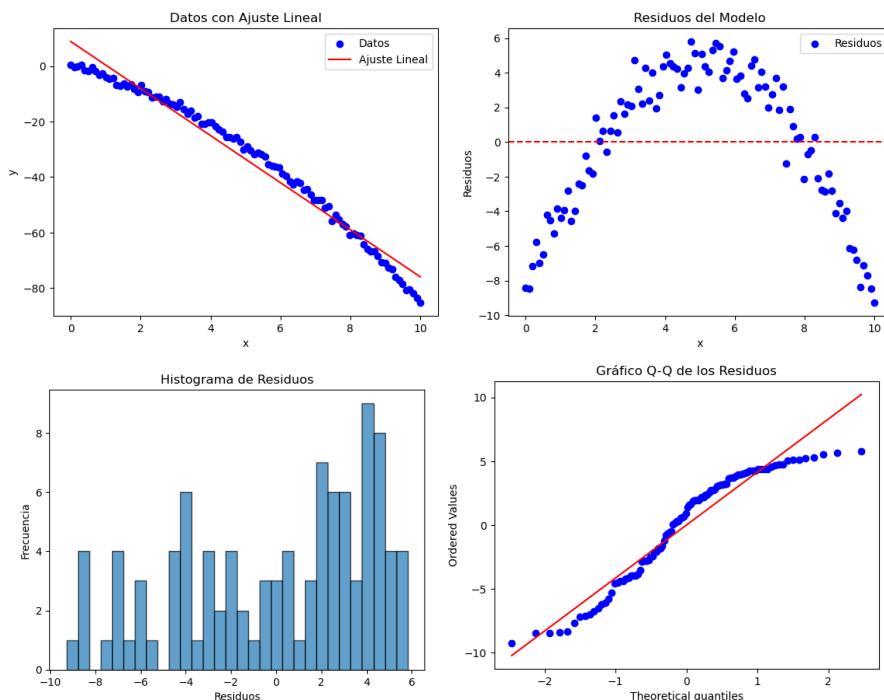 Datos con Ajuste Lineal
Datos
Ajuste Lineal
y
0
−20
−40
−60
−80
0 2 4 6 8 10
x
Residuos del Modelo
Residuos
Residuos
6
4
2
0
−2
−4
−6
−8
−10
0 2 4 6 8 10
x
Histograma de Residuos
Frecuencia
8
6
4
2
0
−10 −8 −6 −4 −2 0 2 4 6
Residuos
Gráfico Q-Q de los Residuos
Ordered Values
10
5
0
−5
−10
−2 −1 0 1 2
Theoretical quantiles